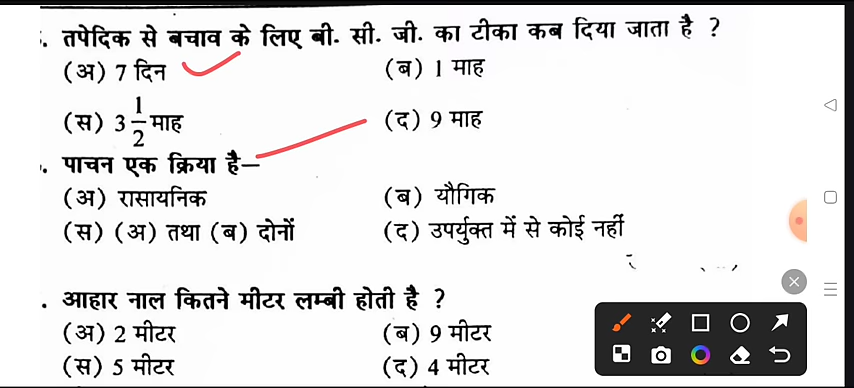 . तपेदिक से बचाव के लिए बी. सी. जी. का टीका कब दिया जाता है ?
(अ) 7 दिन (ब) 1 माह
(स) 3 1/2 माह (द) 9 माह
. पाचन एक क्रिया है—
(अ) रासायनिक (ब) यौगिक
(स) (अ) तथा (ब) दोनों (द) उपर्युक्त में से कोई नहीं
. आहार नाल कितने मीटर लम्बी होती है ?
(अ) 2 मीटर (ब) 9 मीटर
(स) 5 मीटर (द) 4 मीटर